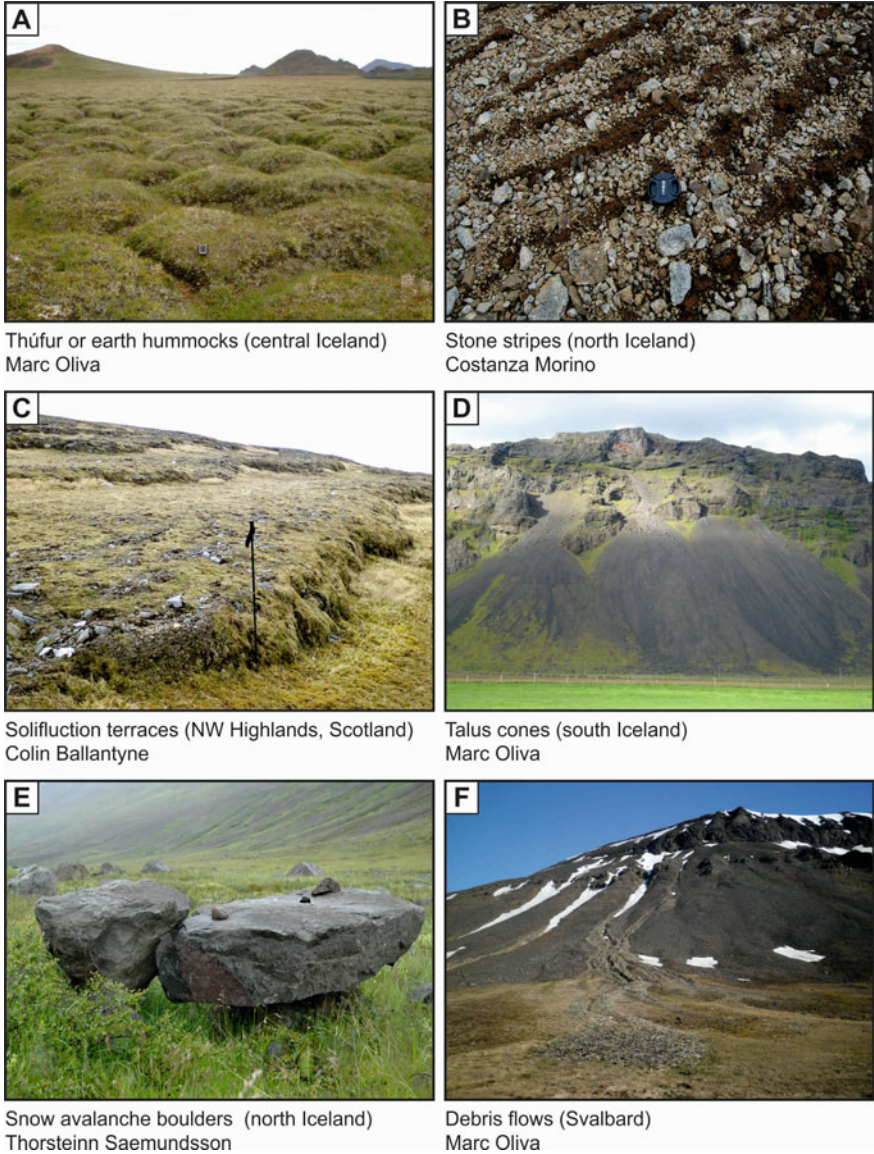 A
B
Thúfur or earth hummocks (central Iceland)
Marc Oliva
Stone stripes (north Iceland)
Costanza Morino
C
D
Solifluction terraces (NW Highlands, Scotland)
Colin Ballantyne
Talus cones (south Iceland)
Marc Oliva
E
F
Snow avalanche boulders  (north Iceland)
Thorsteinn Saemundsson
Debris flows (Svalbard)
Marc Oliva